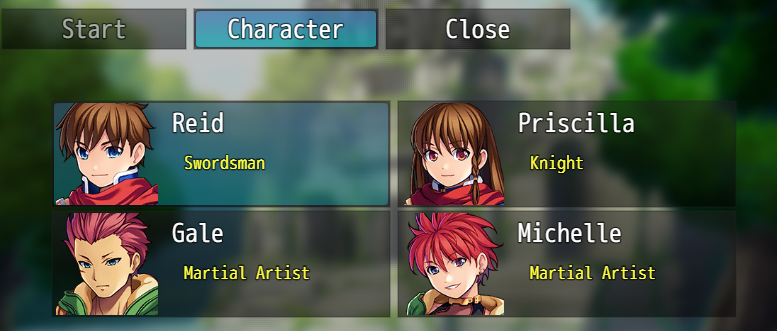 Start Character Close
Reid
Swordsman
Priscilla
Knight
Gale
Martial Artist
Michelle
Martial Artist